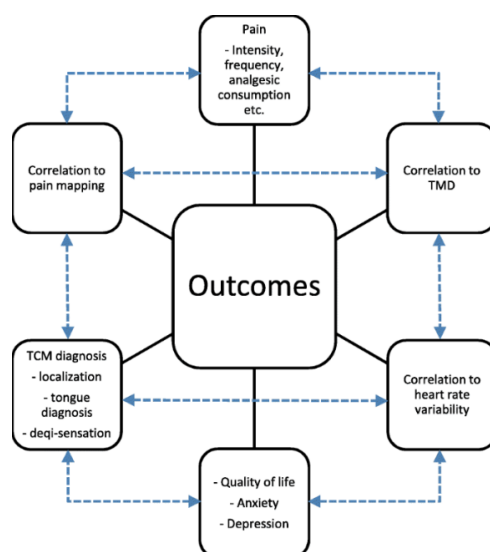 Pain
- Intensity,
frequency,
analgesic
consumption
etc.
Correlation to
pain mapping
Correlation to
TMD
Outcomes
TCM diagnosis
- localization
- tongue
diagnosis
- deqi-sensation
Correlation to
heart rate
variability
- Quality of life
- Anxiety
- Depression